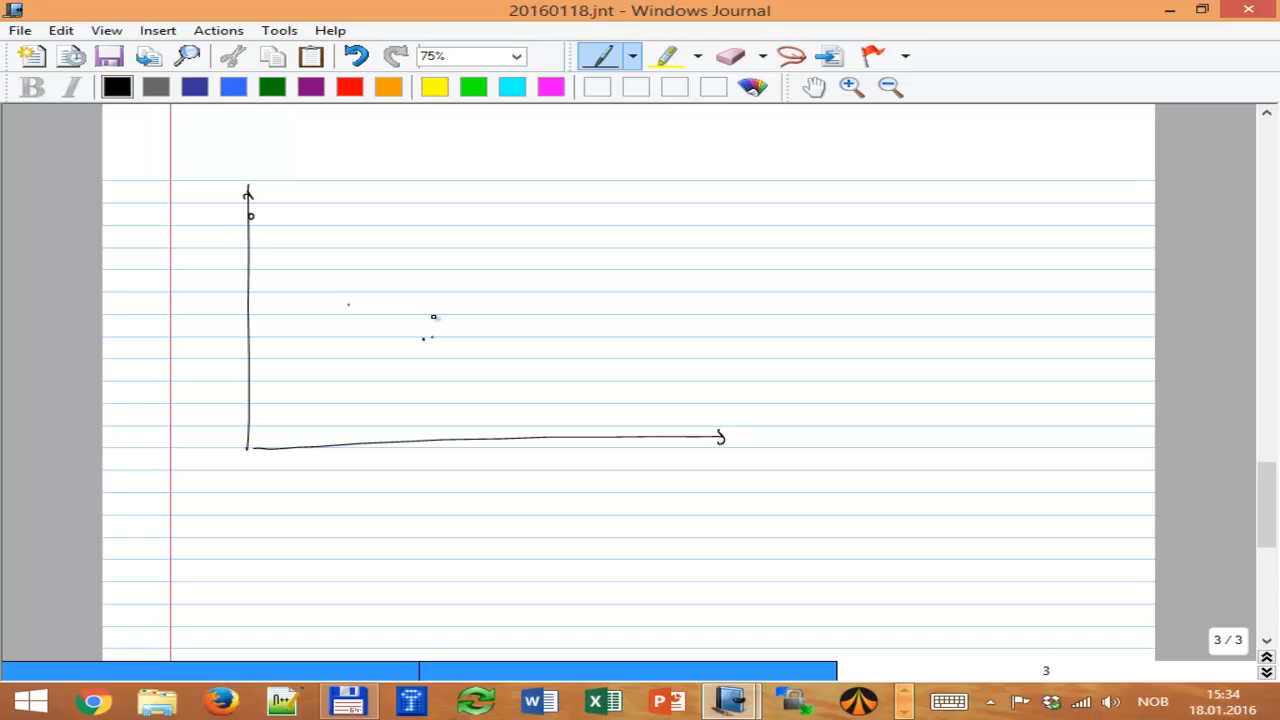 20160118.jnt - Windows Journal
File Edit View Insert Actions Tools Help
75%
B I
3 / 3
3
NOB
15:34
18.01.2016